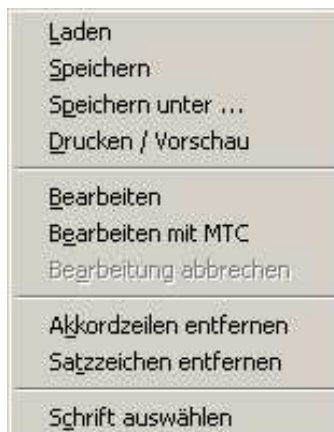 Laden
Speichern
Speichern unter ...
Drucken / Vorschau
Bearbeiten
Bearbeiten mit MTC
Bearbeitung abbrechen
Akkordzeilen entfernen
Satzzeichen entfernen
Schrift auswählen